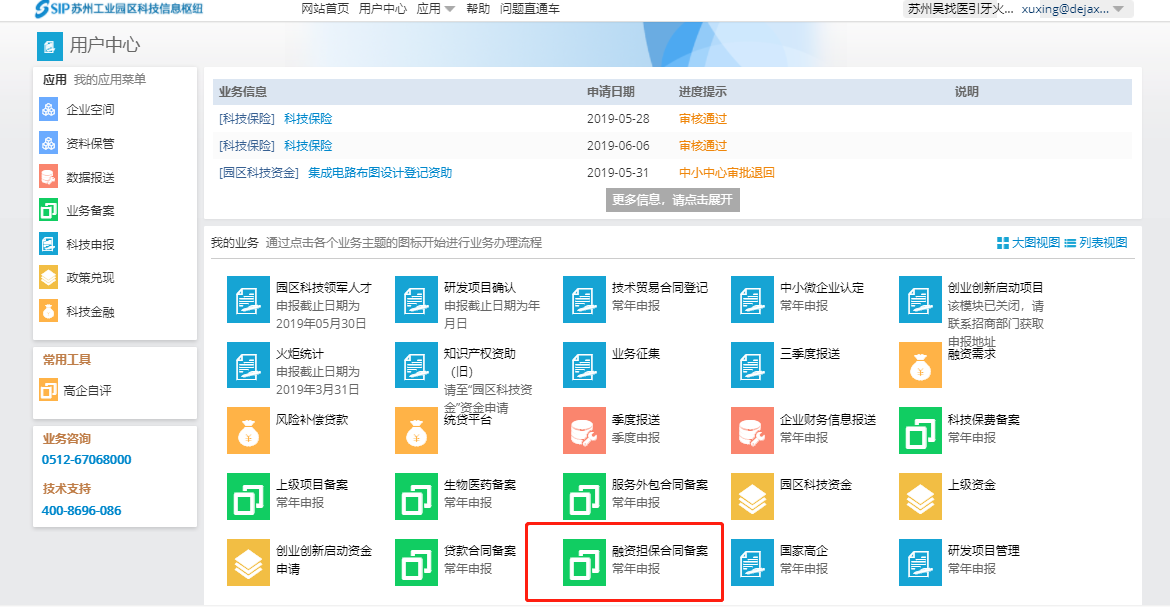 SIP苏州工业园区科技信息枢纽
网站首页 用户中心 应用 帮助 问题直通车
苏州吴找医引牙火... xuxing@dejax...
用户中心
应用 我的应用菜单
企业空间
资料保管
数据报送
业务备案
科技申报
政策兑现
科技金融
常用工具
高企自评
业务咨询
0512-67068000
技术支持
400-8696-086
业务信息 申请日期 进度提示 说明
[科技保险] 科技保险 2019-05-28 审核通过
[科技保险] 科技保险 2019-06-06 审核通过
[园区科技资金] 集成电路布图设计登记资助 2019-05-31 中小中心审批退回
更多信息，请点击展开
我的业务 通过点击各个业务主题的图标开始进行业务办理流程
大图视图 列表视图
园区科技领军人才
申报截止日期为
2019年05月30日
研发项目确认
申报截止日期为年
月日
技术贸易合同登记
常年申报
中小微企业认定
常年申报
创业创新启动项目
该模块已关闭，请
联系招商部门获取
申报地址
火炬统计
申报截止日期为
2019年3月31日
知识产权资助
（旧）
请至“园区科技资
金”资金申请
业务征集
三季度报送
融资需求
风险补偿贷款
统贷平台
季度报送
季度申报
企业财务信息报送
常年申报
科技保费备案
常年申报
上级项目备案
常年申报
生物医药备案
常年申报
服务外包合同备案
常年申报
园区科技资金
上级资金
创业创新启动资金
申请
贷款合同备案
常年申报
融资担保合同备案
常年申报
国家高企
常年申报
研发项目管理
常年申报